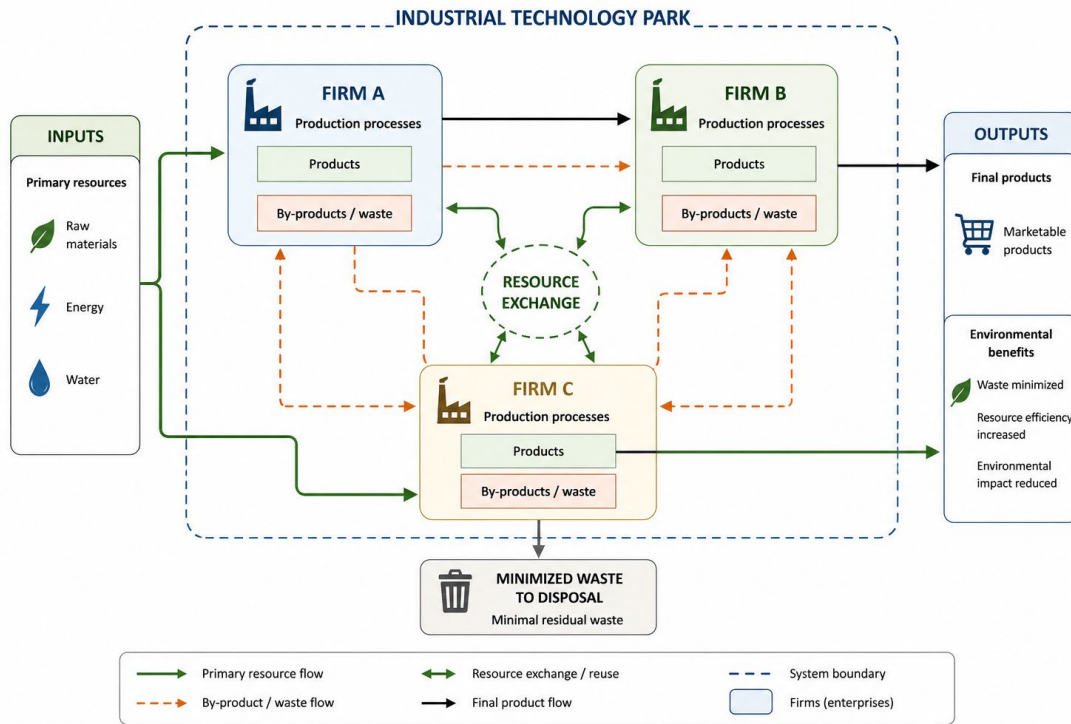 INDUSTRIAL TECHNOLOGY PARK
INPUTS
Primary resources
Raw
materials
Energy
Water
FIRM A
Production processes
Products
By-products / waste
FIRM B
Production processes
Products
By-products / waste
RESOURCE
EXCHANGE
FIRM C
Production processes
Products
By-products / waste
OUTPUTS
Final products
Marketable
products
Environmental
benefits
Waste minimized
Resource efficiency
increased
Environmental
impact reduced
MINIMIZED WASTE
TO DISPOSAL
Minimal residual waste
Primary resource flow
Resource exchange / reuse
System boundary
By-product / waste flow
Final product flow
Firms (enterprises)